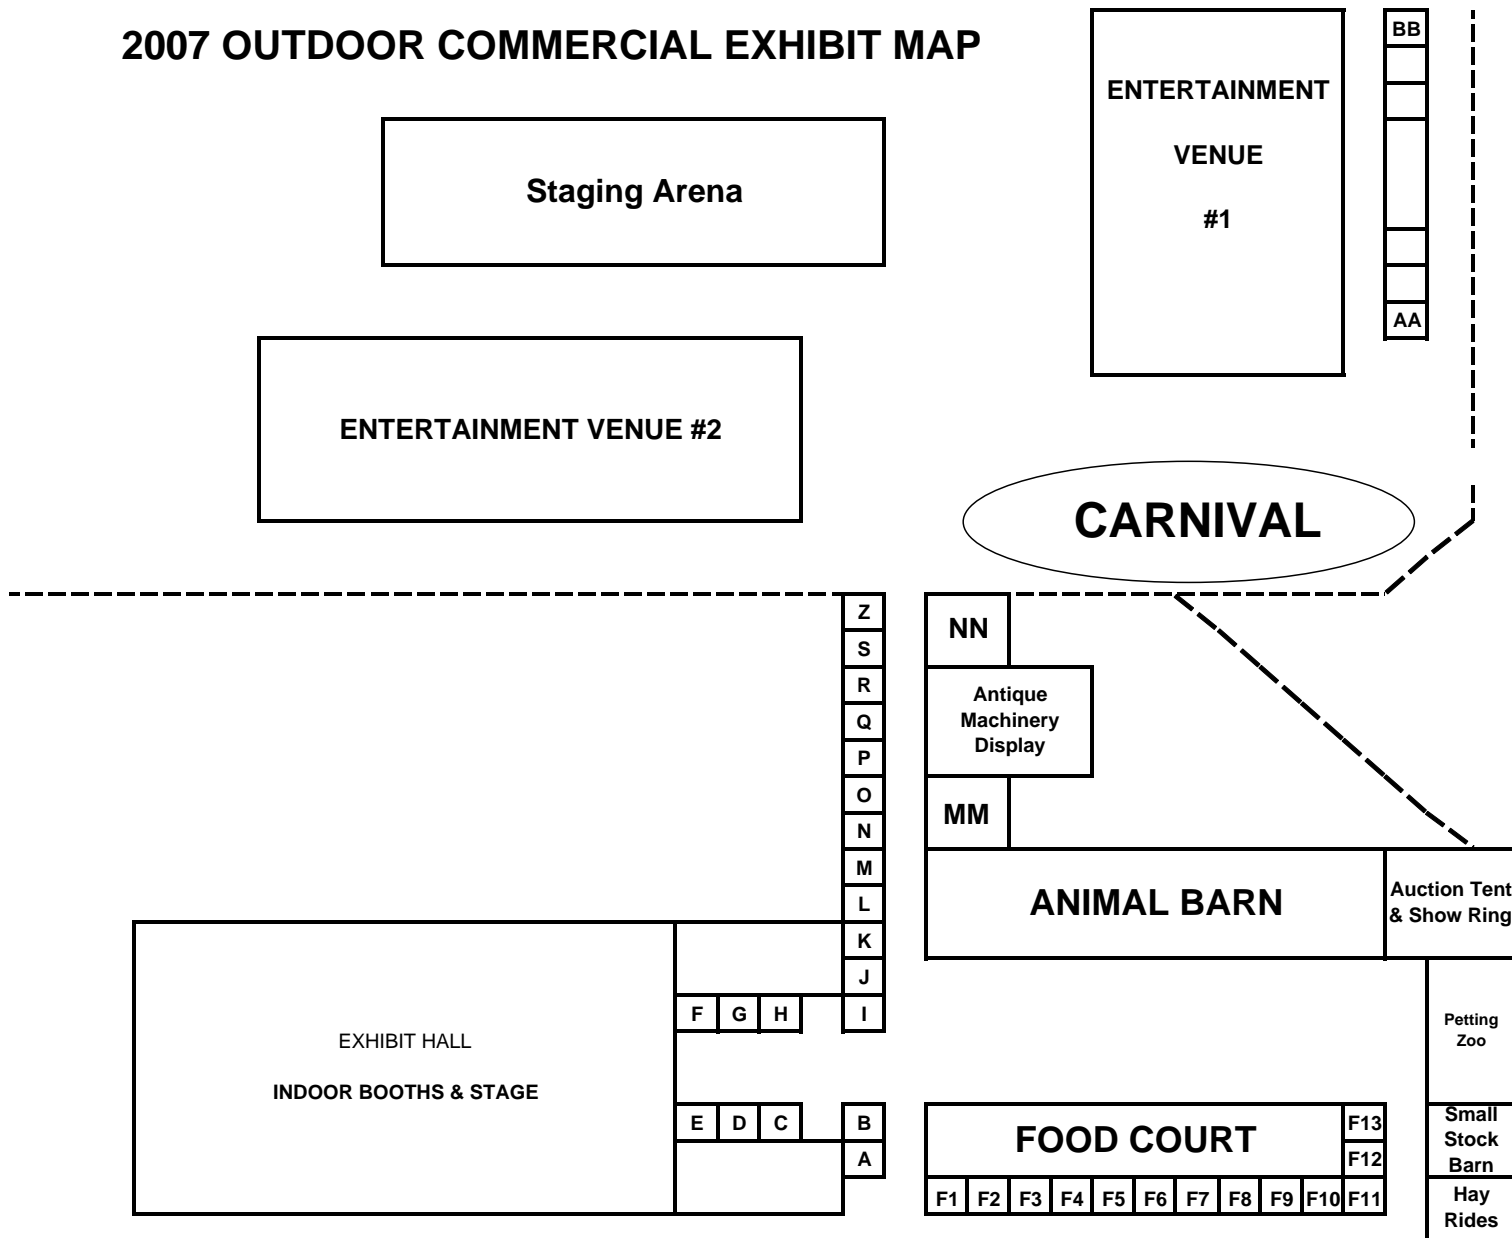 2007 OUTDOOR COMMERCIAL EXHIBIT MAP
BB
ENTERTAINMENT
VENUE
#1
Staging Arena
AA
ENTERTAINMENT VENUE #2
CARNIVAL
Z
S
R
Q
P
O
N
M
L
K
J
I
NN
Antique
Machinery
Display
MM
ANIMAL BARN
Auction Tent
& Show Ring
F G H
EXHIBIT HALL
INDOOR BOOTHS & STAGE
E D C
B
A
Petting
Zoo
FOOD COURT
F13
F12
F1 F2 F3 F4 F5 F6 F7 F8 F9 F10 F11
Small
Stock
Barn
Hay
Rides